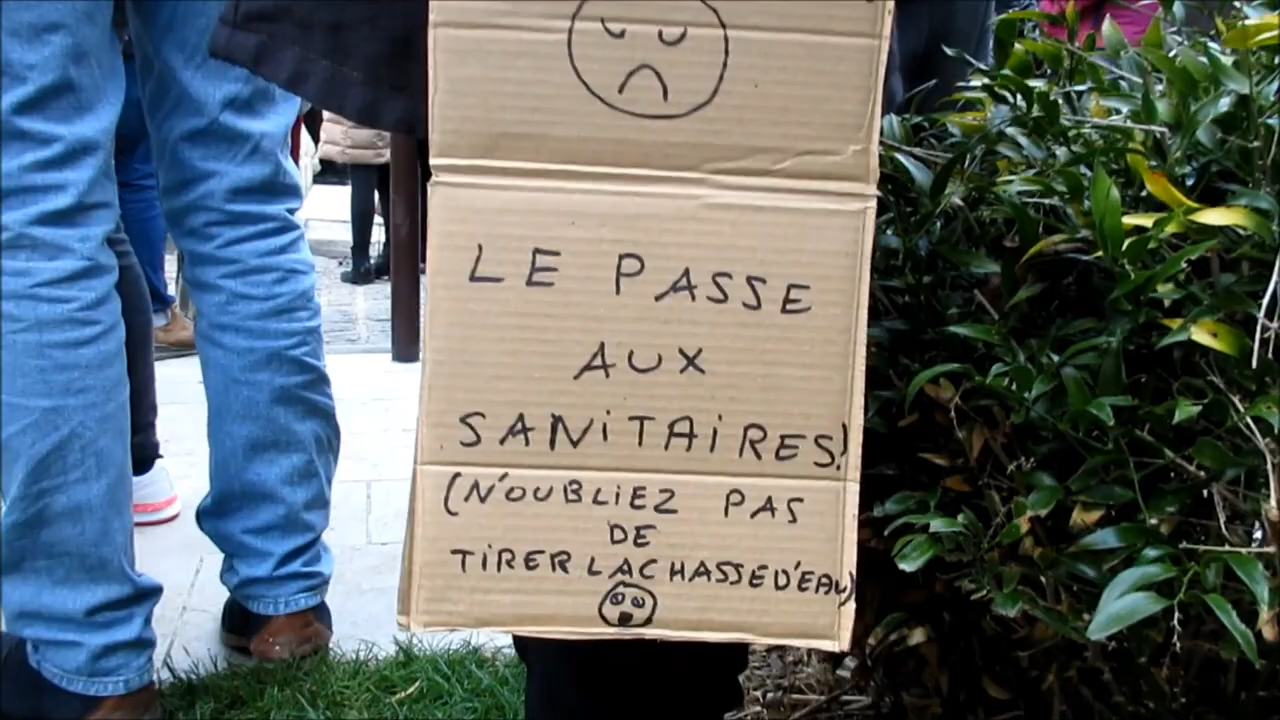 LE PASSE
AUX
SANiTAiRES!
(N'OUBLiEZ PAS
DE
TiRER LA CHASSE D'EAU)